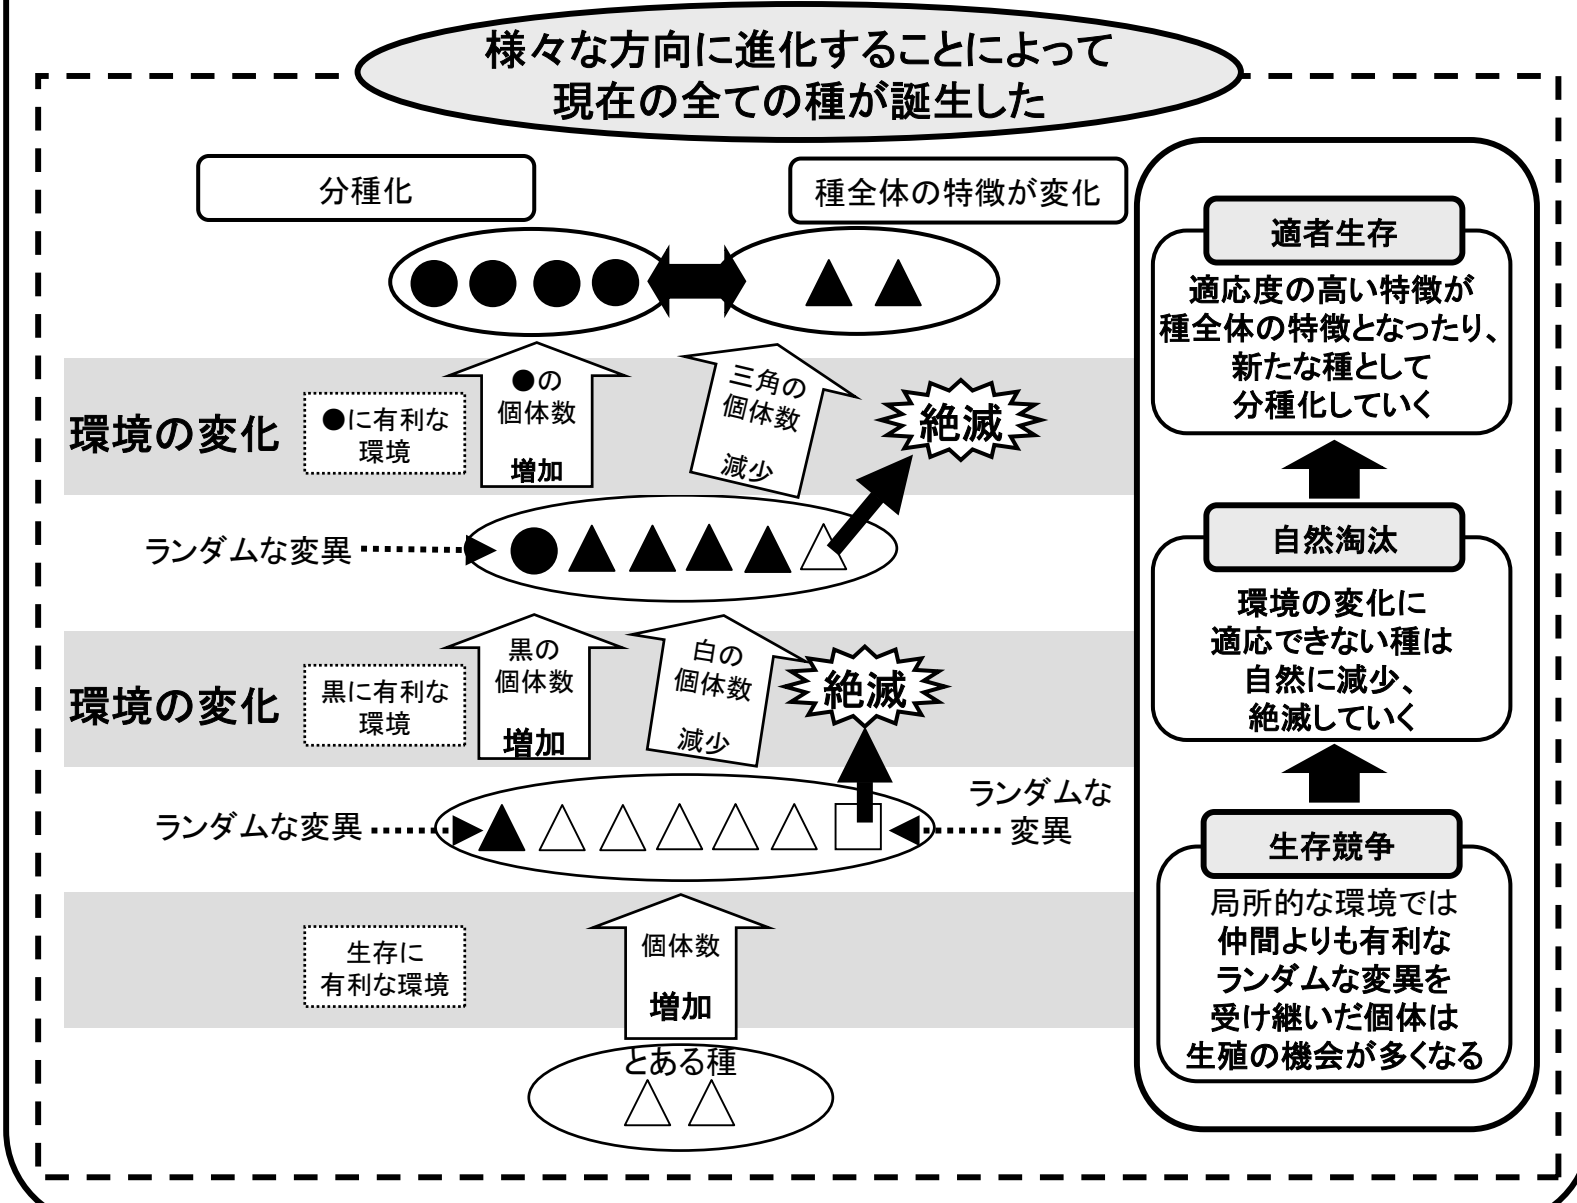 様々な方向に進化することによって
現在の全ての種が誕生した
分種化
種全体の特徴が変化
環境の変化
●に有利な
環境
●の
個体数
増加
三角の
個体数
減少
絶滅
ランダムな変異
環境の変化
黒に有利な
環境
黒の
個体数
増加
白の
個体数
減少
絶滅
ランダムな変異
ランダムな
変異
生存に
有利な環境
個体数
増加
とある種
適者生存
適応度の高い特徴が
種全体の特徴となったり、
新たな種として
分種化していく
自然淘汰
環境の変化に
適応できない種は
自然に減少、
絶滅していく
生存競争
局所的な環境では
仲間よりも有利な
ランダムな変異を
受け継いだ個体は
生殖の機会が多くなる